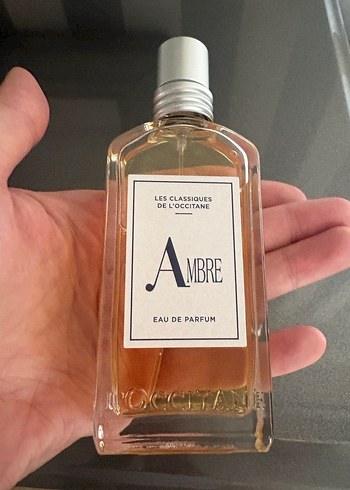 LES CLASSIQUES
DE L'OCCITANE
AMBRE
EAU DE PARFUM
L'OCCITANE